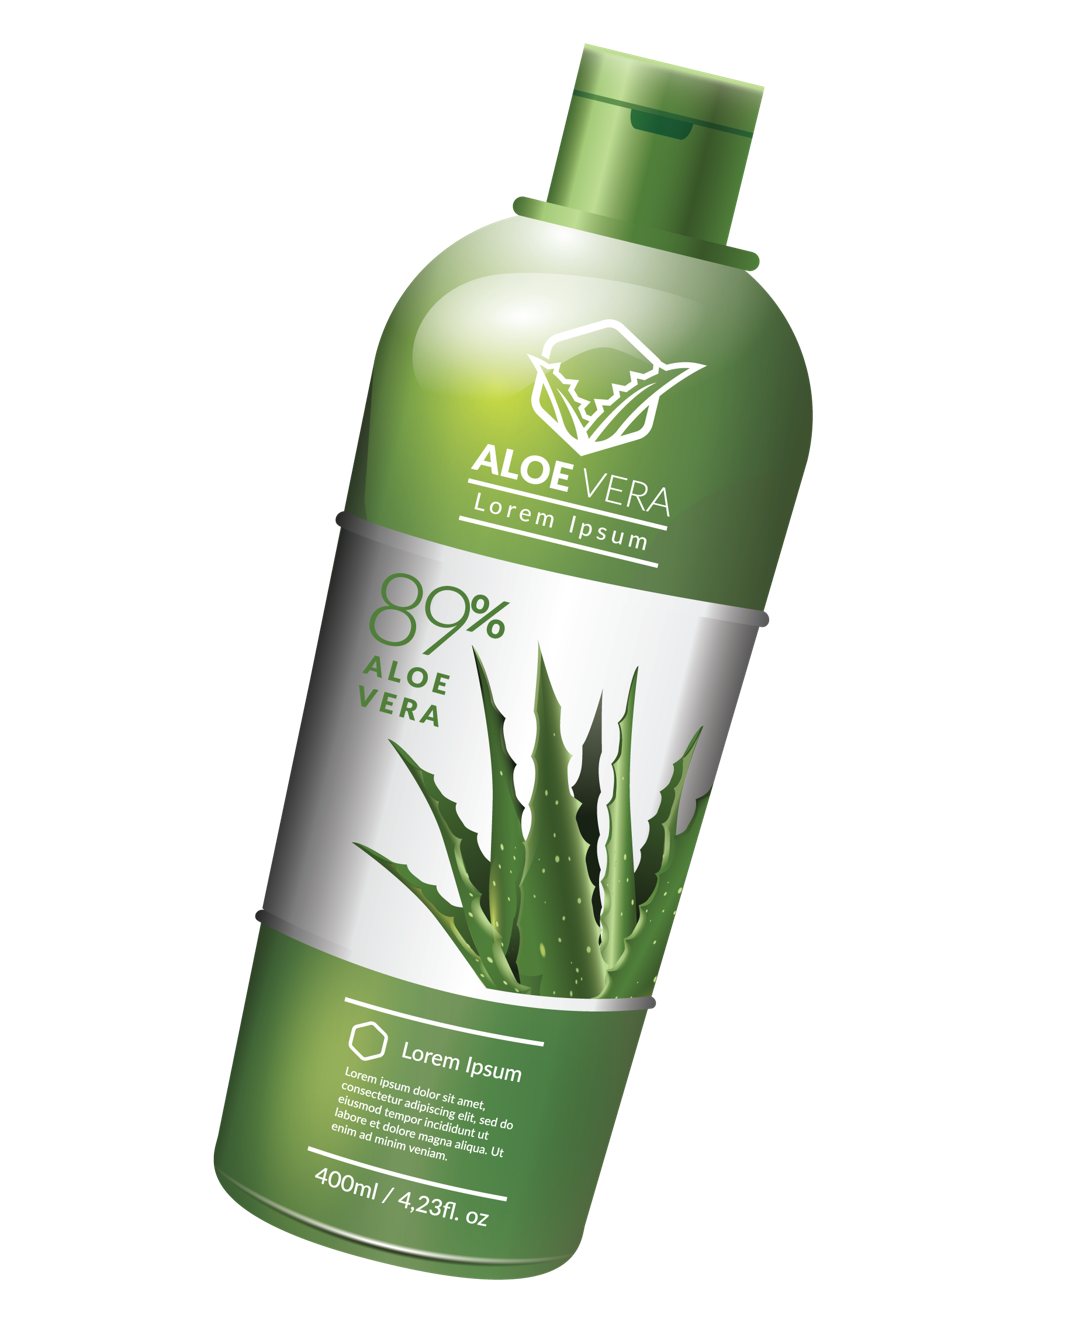 ALOE VERA
Lorem Ipsum
89%
ALOE
VERA
Lorem Ipsum
Lorem ipsum dolor sit amet,
consectetur adipiscing elit, sed do
eiusmod tempor incididunt ut
labore et dolore magna aliqua. Ut
enim ad minim veniam.
400ml / 4,23fl. oz